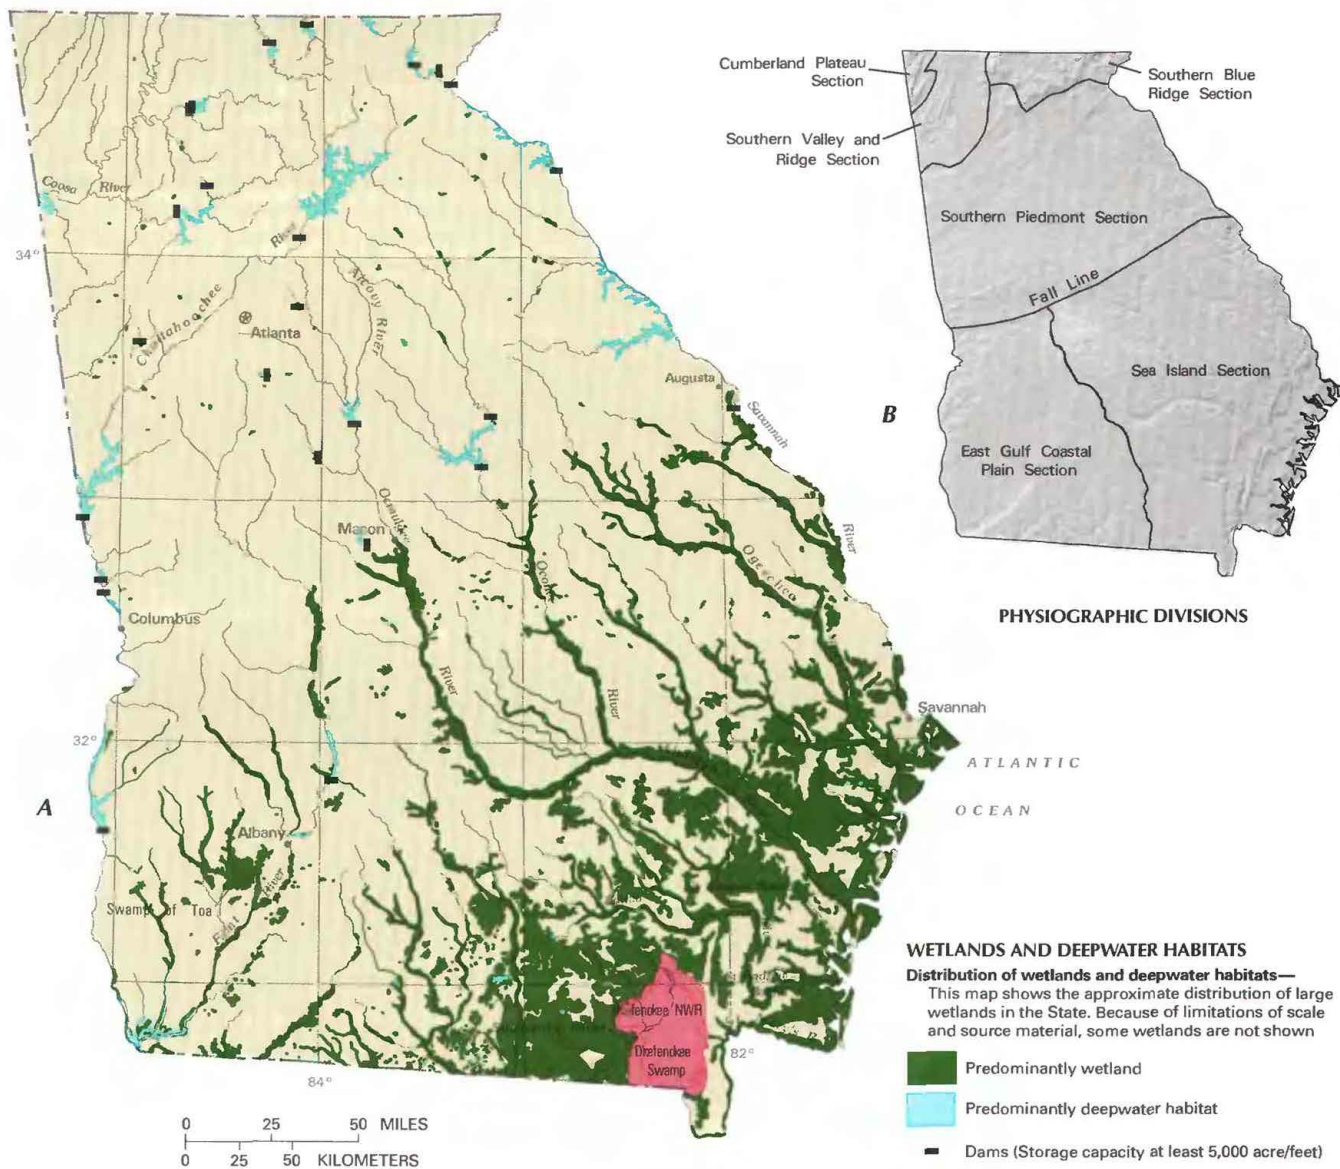 Cumberland Plateau
Section
Southern Blue
Ridge Section
Southern Valley and
Ridge Section
Southern Piedmont Section
Fall Line
Sea Island Section
East Gulf Coastal
Plain Section
B
PHYSIOGRAPHIC DIVISIONS
Coosa River
34°
River
Chattahoochee
Alcovy River
Atlanta
Augusta
Savannah
River
Macon
Ocmulgee
River
Oconee
River
Ogeechee
Columbus
Savannah
32°
ATLANTIC
OCEAN
A
Albany
River
Flint
Swamp of Toa
NWR
Swamp
82°
84°
0 25 50 MILES
0 25 50 KILOMETERS
WETLANDS AND DEEPWATER HABITATS
Distribution of wetlands and deepwater habitats—
This map shows the approximate distribution of large
wetlands in the State. Because of limitations of scale
and source material, some wetlands are not shown
Predominantly wetland
Predominantly deepwater habitat
Dams (Storage capacity at least 5,000 acre/feet)